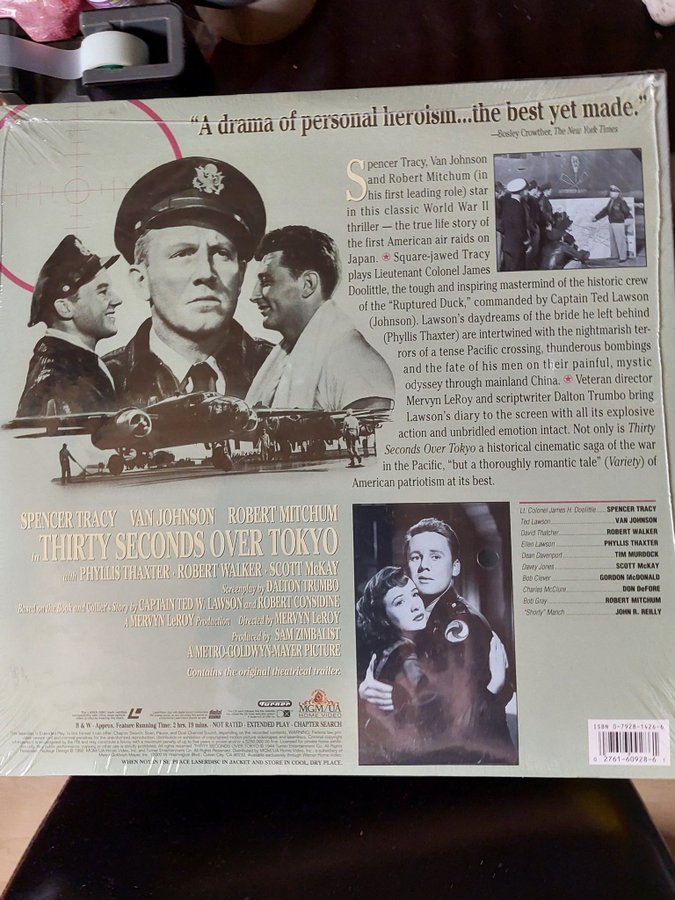 "A drama of personal heroism...the best yet made."
—Bosley Crowther, The New York Times
Spencer Tracy, Van Johnson
and Robert Mitchum (in
his first leading role) star
in this classic World War II
thriller — the true life story of
the first American air raids on
Japan. Square-jawed Tracy
plays Lieutenant Colonel James
Doolittle, the tough and inspiring mastermind of the historic crew
of the "Ruptured Duck," commanded by Captain Ted Lawson
(Johnson). Lawson's daydreams of the bride he left behind
(Phyllis Thaxter) are intertwined with the nightmarish ter-
rors of a tense Pacific crossing, thunderous bombings
and the fate of his men on their painful, mystic
odyssey through mainland China. Veteran director
Mervyn LeRoy and scriptwriter Dalton Trumbo bring
Lawson's diary to the screen with all its explosive
action and unbridled emotion intact. Not only is Thirty
Seconds Over Tokyo a historical cinematic saga of the war
in the Pacific, "but a thoroughly romantic tale" (Variety) of
American patriotism at its best.
SPENCER TRACY VAN JOHNSON ROBERT MITCHUM
in THIRTY SECONDS OVER TOKYO
with PHYLLIS THAXTER · ROBERT WALKER · SCOTT McKAY
Screenplay by DALTON TRUMBO
Based on the Book and Collier's Story by CAPTAIN TED W. LAWSON and ROBERT CONSIDINE
A MERVYN LeROY Production Directed by MERVYN LeROY
Produced by SAM ZIMBALIST
A METRO-GOLDWYN-MAYER PICTURE
Contains the original theatrical trailer.
Lt. Colonel James H. Doolittle SPENCER TRACY
Ted Lawson VAN JOHNSON
David Thatcher ROBERT WALKER
Ellen Lawson PHYLLIS THAXTER
Dean Davenport TIM MURDOCK
Davey Jones SCOTT McKAY
Bob Clever GORDON McDONALD
Charles McClure DON DeFORE
Bob Gray ROBERT MITCHUM
"Shorty" Manch JOHN R. REILLY
Turner
MGM/UA
HOME VIDEO
B & W - Approx. Feature Running Time: 2 hrs. 19 mins. NOT RATED · EXTENDED PLAY · CHAPTER SEARCH
WHEN NOT IN USE, PLACE LASERDISC IN JACKET AND STORE IN COOL, DRY PLACE.
ISBN 0-7928-1426-6
0 27616-0928-6 1